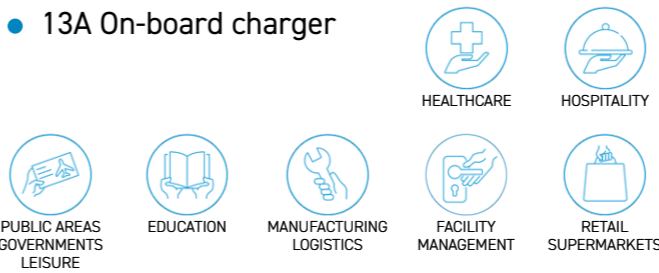 13A On-board charger
HEALTHCARE
HOSPITALITY
PUBLIC AREAS
GOVERNMENTS
LEISURE
EDUCATION
MANUFACTURING
LOGISTICS
FACILITY
MANAGEMENT
RETAIL
SUPERMARKETS